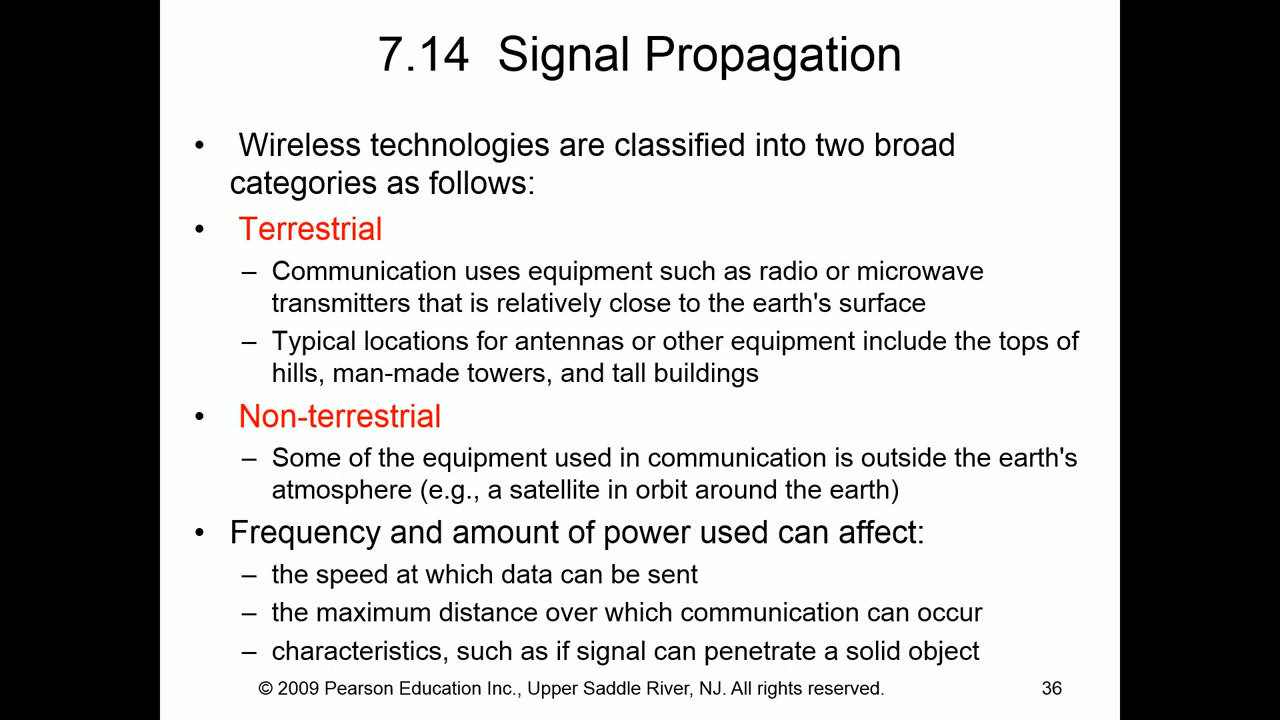 7.14 Signal Propagation
• Wireless technologies are classified into two broad
categories as follows:
• Terrestrial
– Communication uses equipment such as radio or microwave
transmitters that is relatively close to the earth's surface
– Typical locations for antennas or other equipment include the tops of
hills, man-made towers, and tall buildings
• Non-terrestrial
– Some of the equipment used in communication is outside the earth's
atmosphere (e.g., a satellite in orbit around the earth)
• Frequency and amount of power used can affect:
– the speed at which data can be sent
– the maximum distance over which communication can occur
– characteristics, such as if signal can penetrate a solid object
© 2009 Pearson Education Inc., Upper Saddle River, NJ. All rights reserved. 36